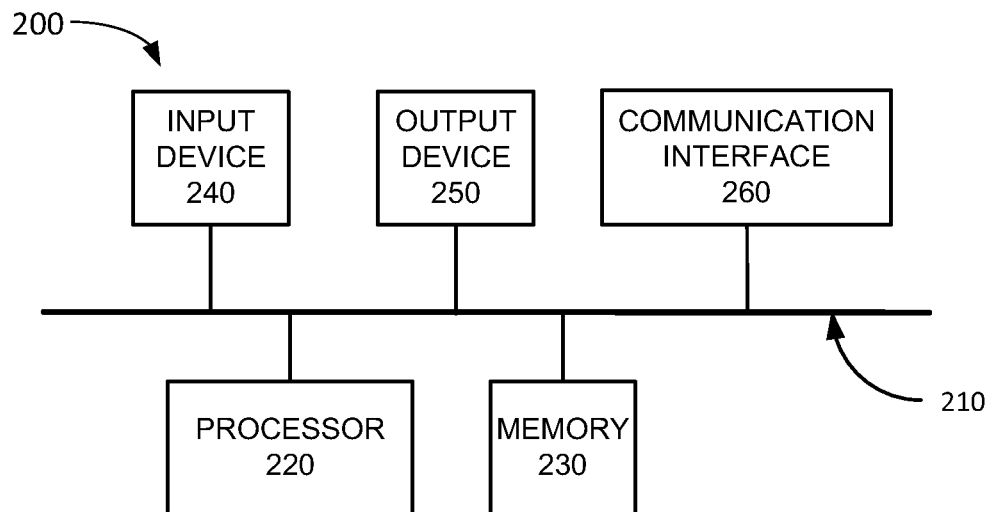 200
INPUT
DEVICE
240
OUTPUT
DEVICE
250
COMMUNICATION
INTERFACE
260
210
PROCESSOR
220
MEMORY
230